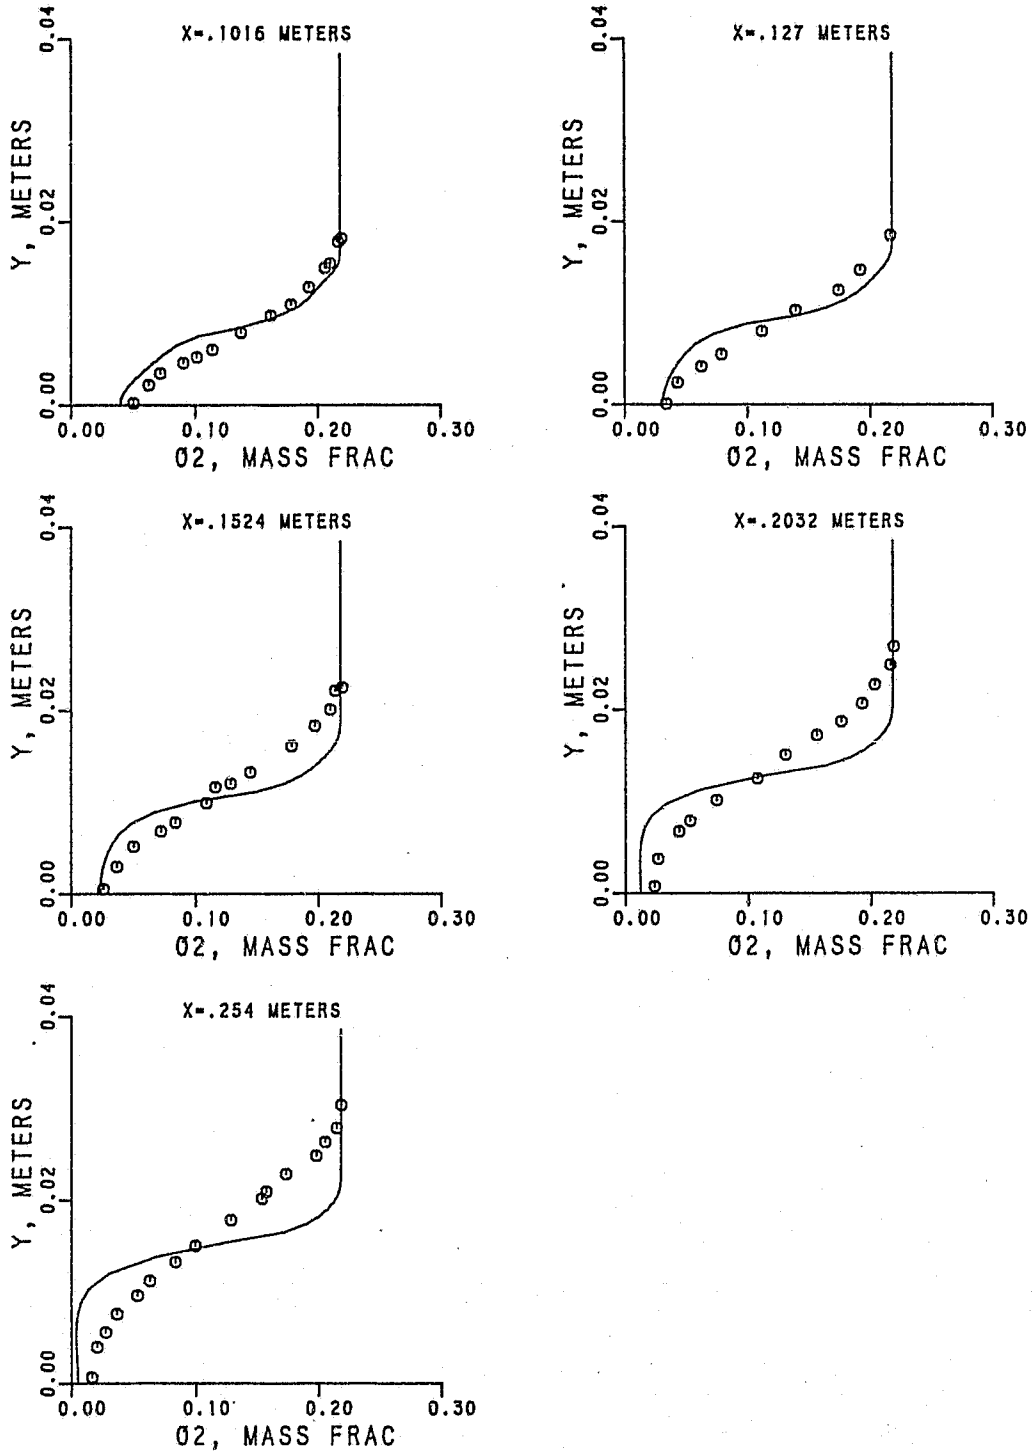 X=.1016 METERS
0.04
0.02
0.00
Y, METERS
0.00 0.10 0.20 0.30
O2, MASS FRAC
X=.127 METERS
0.04
0.02
0.00
Y, METERS
0.00 0.10 0.20 0.30
O2, MASS FRAC
X=.1524 METERS
0.04
0.02
0.00
Y, METERS
0.00 0.10 0.20 0.30
O2, MASS FRAC
X=.2032 METERS
0.04
0.02
0.00
Y, METERS
0.00 0.10 0.20 0.30
O2, MASS FRAC
X=.254 METERS
0.04
0.02
0.00
Y, METERS
0.00 0.10 0.20 0.30
O2, MASS FRAC